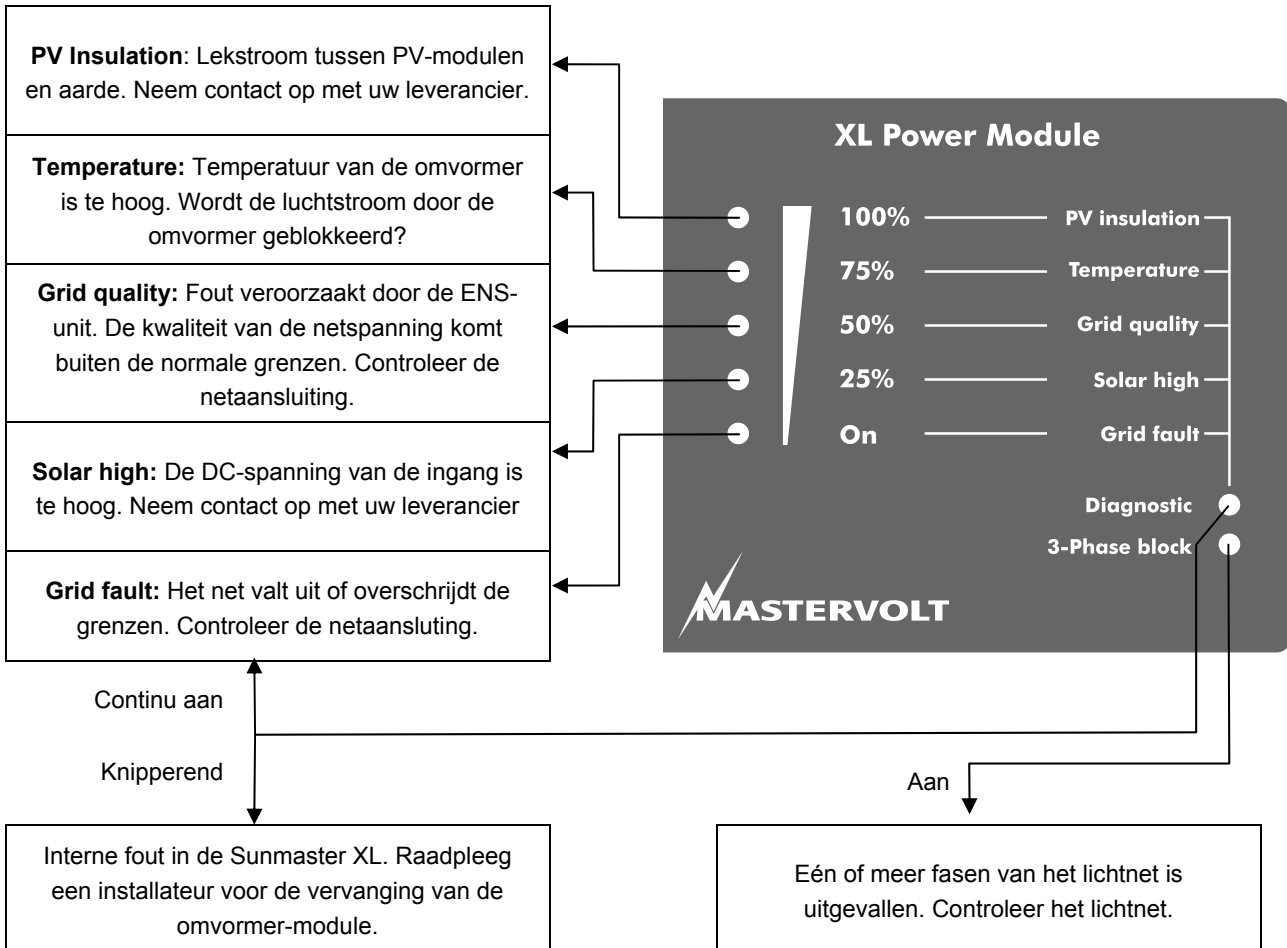 PV Insulation: Lekstroom tussen PV-modulen
en aarde. Neem contact op met uw leverancier.
Temperature: Temperatuur van de omvormer
is te hoog. Wordt de luchtstroom door de
omvormer geblokkeerd?
Grid quality: Fout veroorzaakt door de ENS-
unit. De kwaliteit van de netspanning komt
buiten de normale grenzen. Controleer de
netaansluiting.
Solar high: De DC-spanning van de ingang is
te hoog. Neem contact op met uw leverancier
Grid fault: Het net valt uit of overschrijdt de
grenzen. Controleer de netaansluting.
XL Power Module
100% PV insulation
75% Temperature
50% Grid quality
25% Solar high
On Grid fault
Diagnostic
3-Phase block
MASTERVOLT
Continu aan
Knipperend
Aan
Interne fout in de Sunmaster XL. Raadpleeg
een installateur voor de vervanging van de
omvormer-module.
Eén of meer fasen van het lichtnet is
uitgevallen. Controleer het lichtnet.